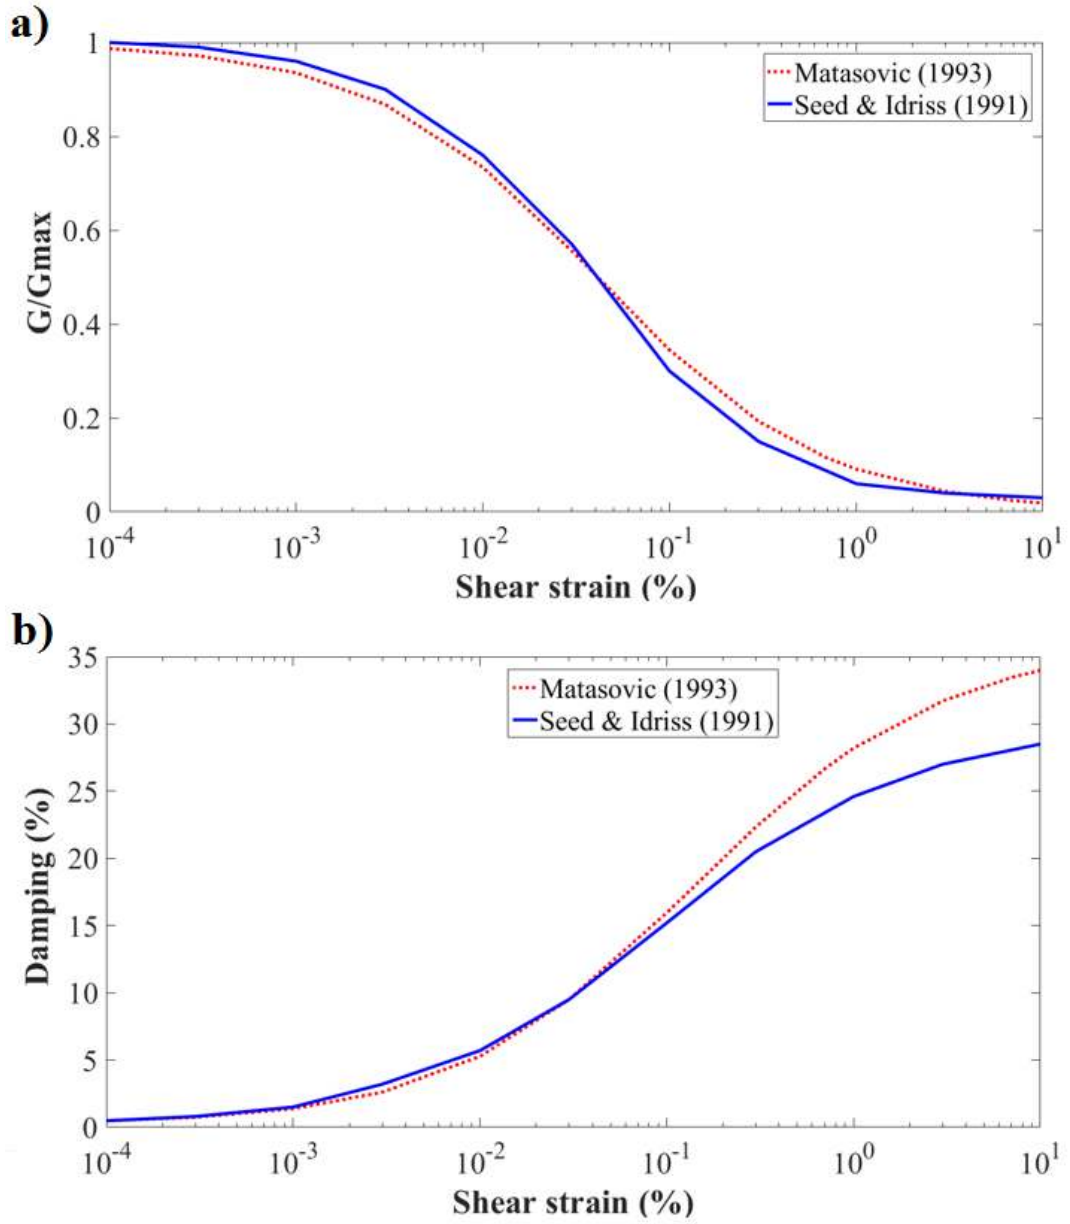 a)
1
0.8
0.6
0.4
0.2
0
G/Gmax
Matasovic (1993)
Seed & Idriss (1991)
10-4 10-3 10-2 10-1 100 101
Shear strain (%)
b)
35
30
25
20
15
10
5
0
Damping (%)
Matasovic (1993)
Seed & Idriss (1991)
10-4 10-3 10-2 10-1 100 101
Shear strain (%)